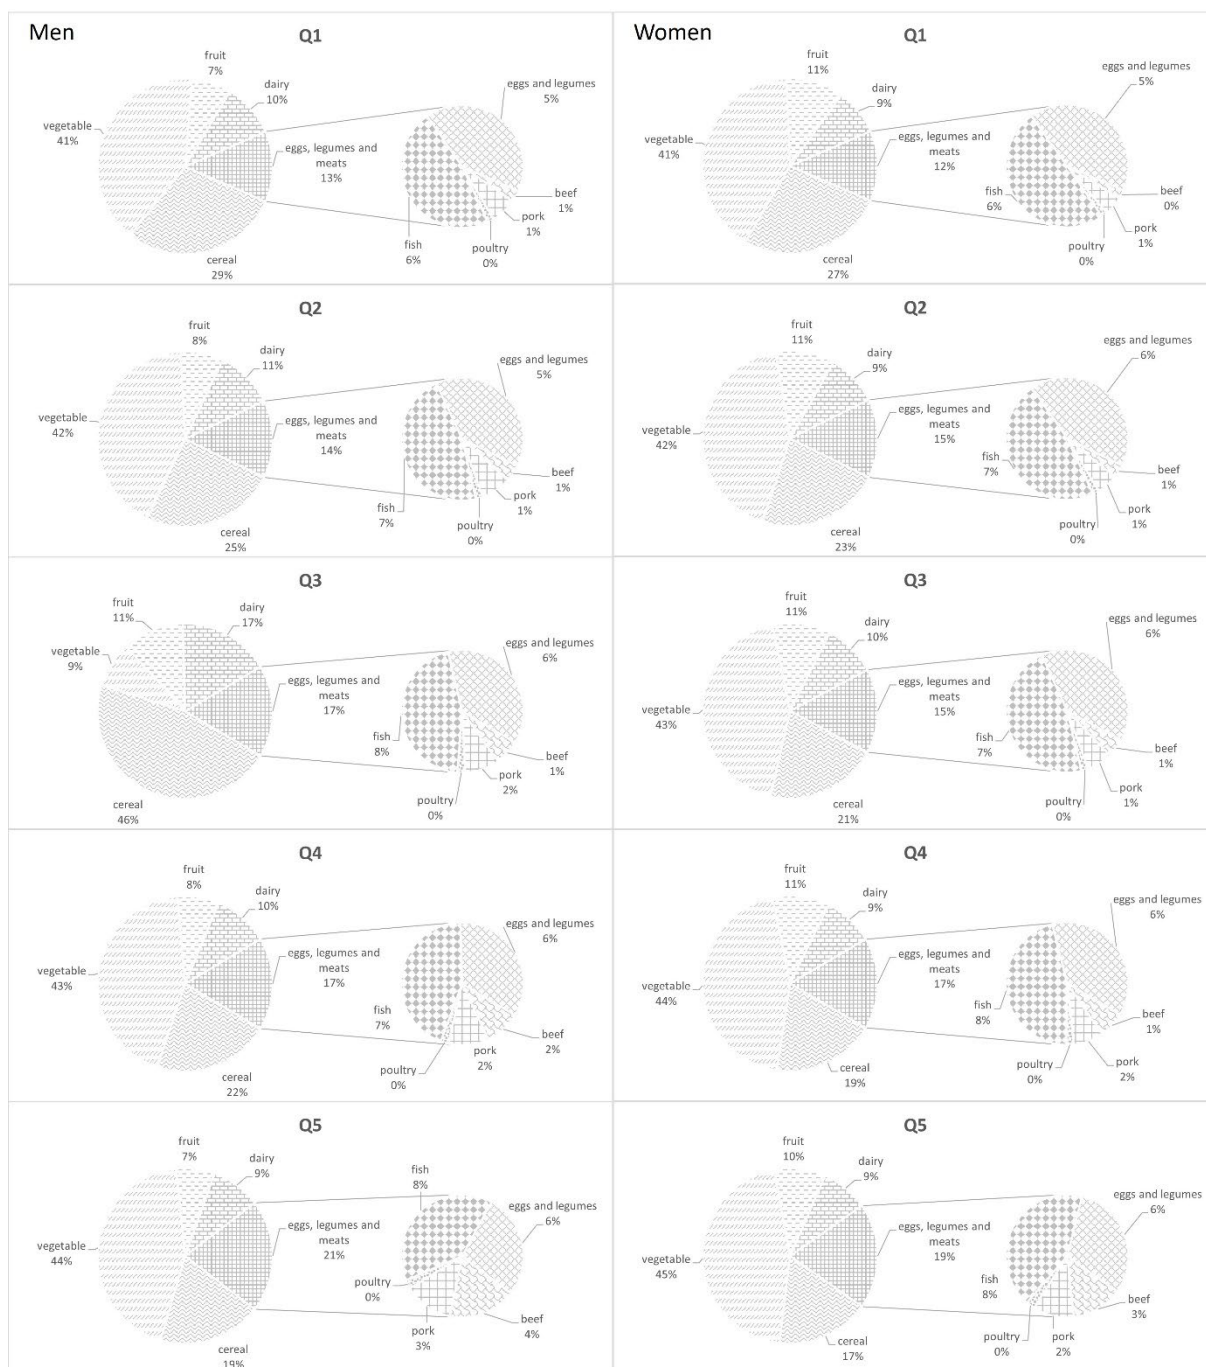 Men
Q1
fruit
7%
dairy
10%
vegetable
41%
eggs, legumes and
meats
13%
cereal
29%
eggs and legumes
5%
beef
1%
pork
1%
poultry
0%
fish
6%
Women
Q1
fruit
11%
dairy
9%
vegetable
41%
eggs, legumes and
meats
12%
cereal
27%
eggs and legumes
5%
beef
0%
pork
1%
poultry
0%
fish
6%
Q2
fruit
8%
dairy
11%
vegetable
42%
eggs, legumes and
meats
14%
cereal
25%
eggs and legumes
5%
beef
1%
pork
1%
poultry
0%
fish
7%
Q2
fruit
11%
dairy
9%
vegetable
42%
eggs, legumes and
meats
15%
cereal
23%
eggs and legumes
6%
beef
1%
pork
1%
poultry
0%
fish
7%
Q3
fruit
11%
dairy
17%
vegetable
9%
eggs, legumes and
meats
17%
cereal
46%
eggs and legumes
6%
beef
1%
pork
2%
poultry
0%
fish
8%
Q3
fruit
11%
dairy
10%
vegetable
43%
eggs, legumes and
meats
15%
cereal
21%
eggs and legumes
6%
beef
1%
pork
1%
poultry
0%
fish
7%
Q4
fruit
8%
dairy
10%
vegetable
43%
eggs, legumes and
meats
17%
cereal
22%
eggs and legumes
6%
beef
2%
pork
2%
poultry
0%
fish
7%
Q4
fruit
11%
dairy
9%
vegetable
44%
eggs, legumes and
meats
17%
cereal
19%
eggs and legumes
6%
beef
1%
pork
2%
poultry
0%
fish
8%
Q5
fruit
7%
dairy
9%
vegetable
44%
eggs, legumes and
meats
21%
cereal
19%
fish
8%
eggs and legumes
6%
beef
4%
pork
3%
poultry
0%
Q5
fruit
10%
dairy
9%
vegetable
45%
eggs, legumes and
meats
19%
cereal
17%
eggs and legumes
6%
beef
3%
pork
2%
poultry
0%
fish
8%